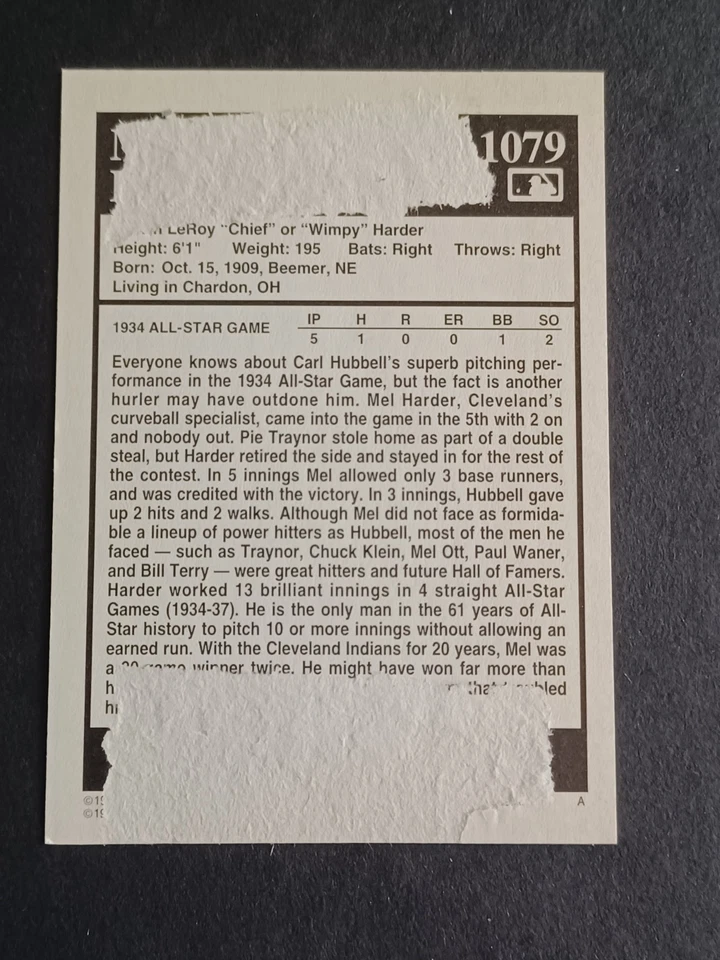 1079
LeRoy "Chief" or "Wimpy" Harder
Height: 6'1" Weight: 195 Bats: Right Throws: Right
Born: Oct. 15, 1909, Beemer, NE
Living in Chardon, OH
1934 ALL-STAR GAME IP H R ER BB SO
5 1 0 0 1 2
Everyone knows about Carl Hubbell's superb pitching per-
formance in the 1934 All-Star Game, but the fact is another
hurler may have outdone him. Mel Harder, Cleveland's
curveball specialist, came into the game in the 5th with 2 on
and nobody out. Pie Traynor stole home as part of a double
steal, but Harder retired the side and stayed in for the rest of
the contest. In 5 innings Mel allowed only 3 base runners,
and was credited with the victory. In 3 innings, Hubbell gave
up 2 hits and 2 walks. Although Mel did not face as formida-
ble a lineup of power hitters as Hubbell, most of the men he
faced — such as Traynor, Chuck Klein, Mel Ott, Paul Waner,
and Bill Terry — were great hitters and future Hall of Famers.
Harder worked 13 brilliant innings in 4 straight All-Star
Games (1934-37). He is the only man in the 61 years of All-
Star history to pitch 10 or more innings without allowing an
earned run. With the Cleveland Indians for 20 years, Mel was
a 20 game winner twice. He might have won far more than
that
A